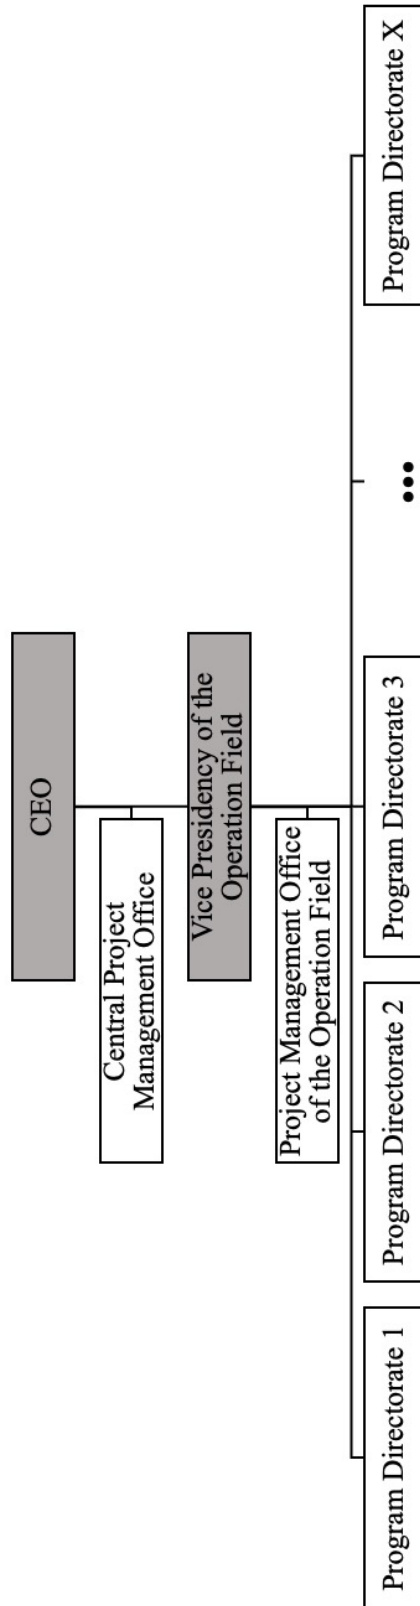 CEO
Central Project
Management Office
Vice Presidency of the
Operation Field
Project Management Office
of the Operation Field
Program Directorate 1
Program Directorate 2
Program Directorate 3
...
Program Directorate X